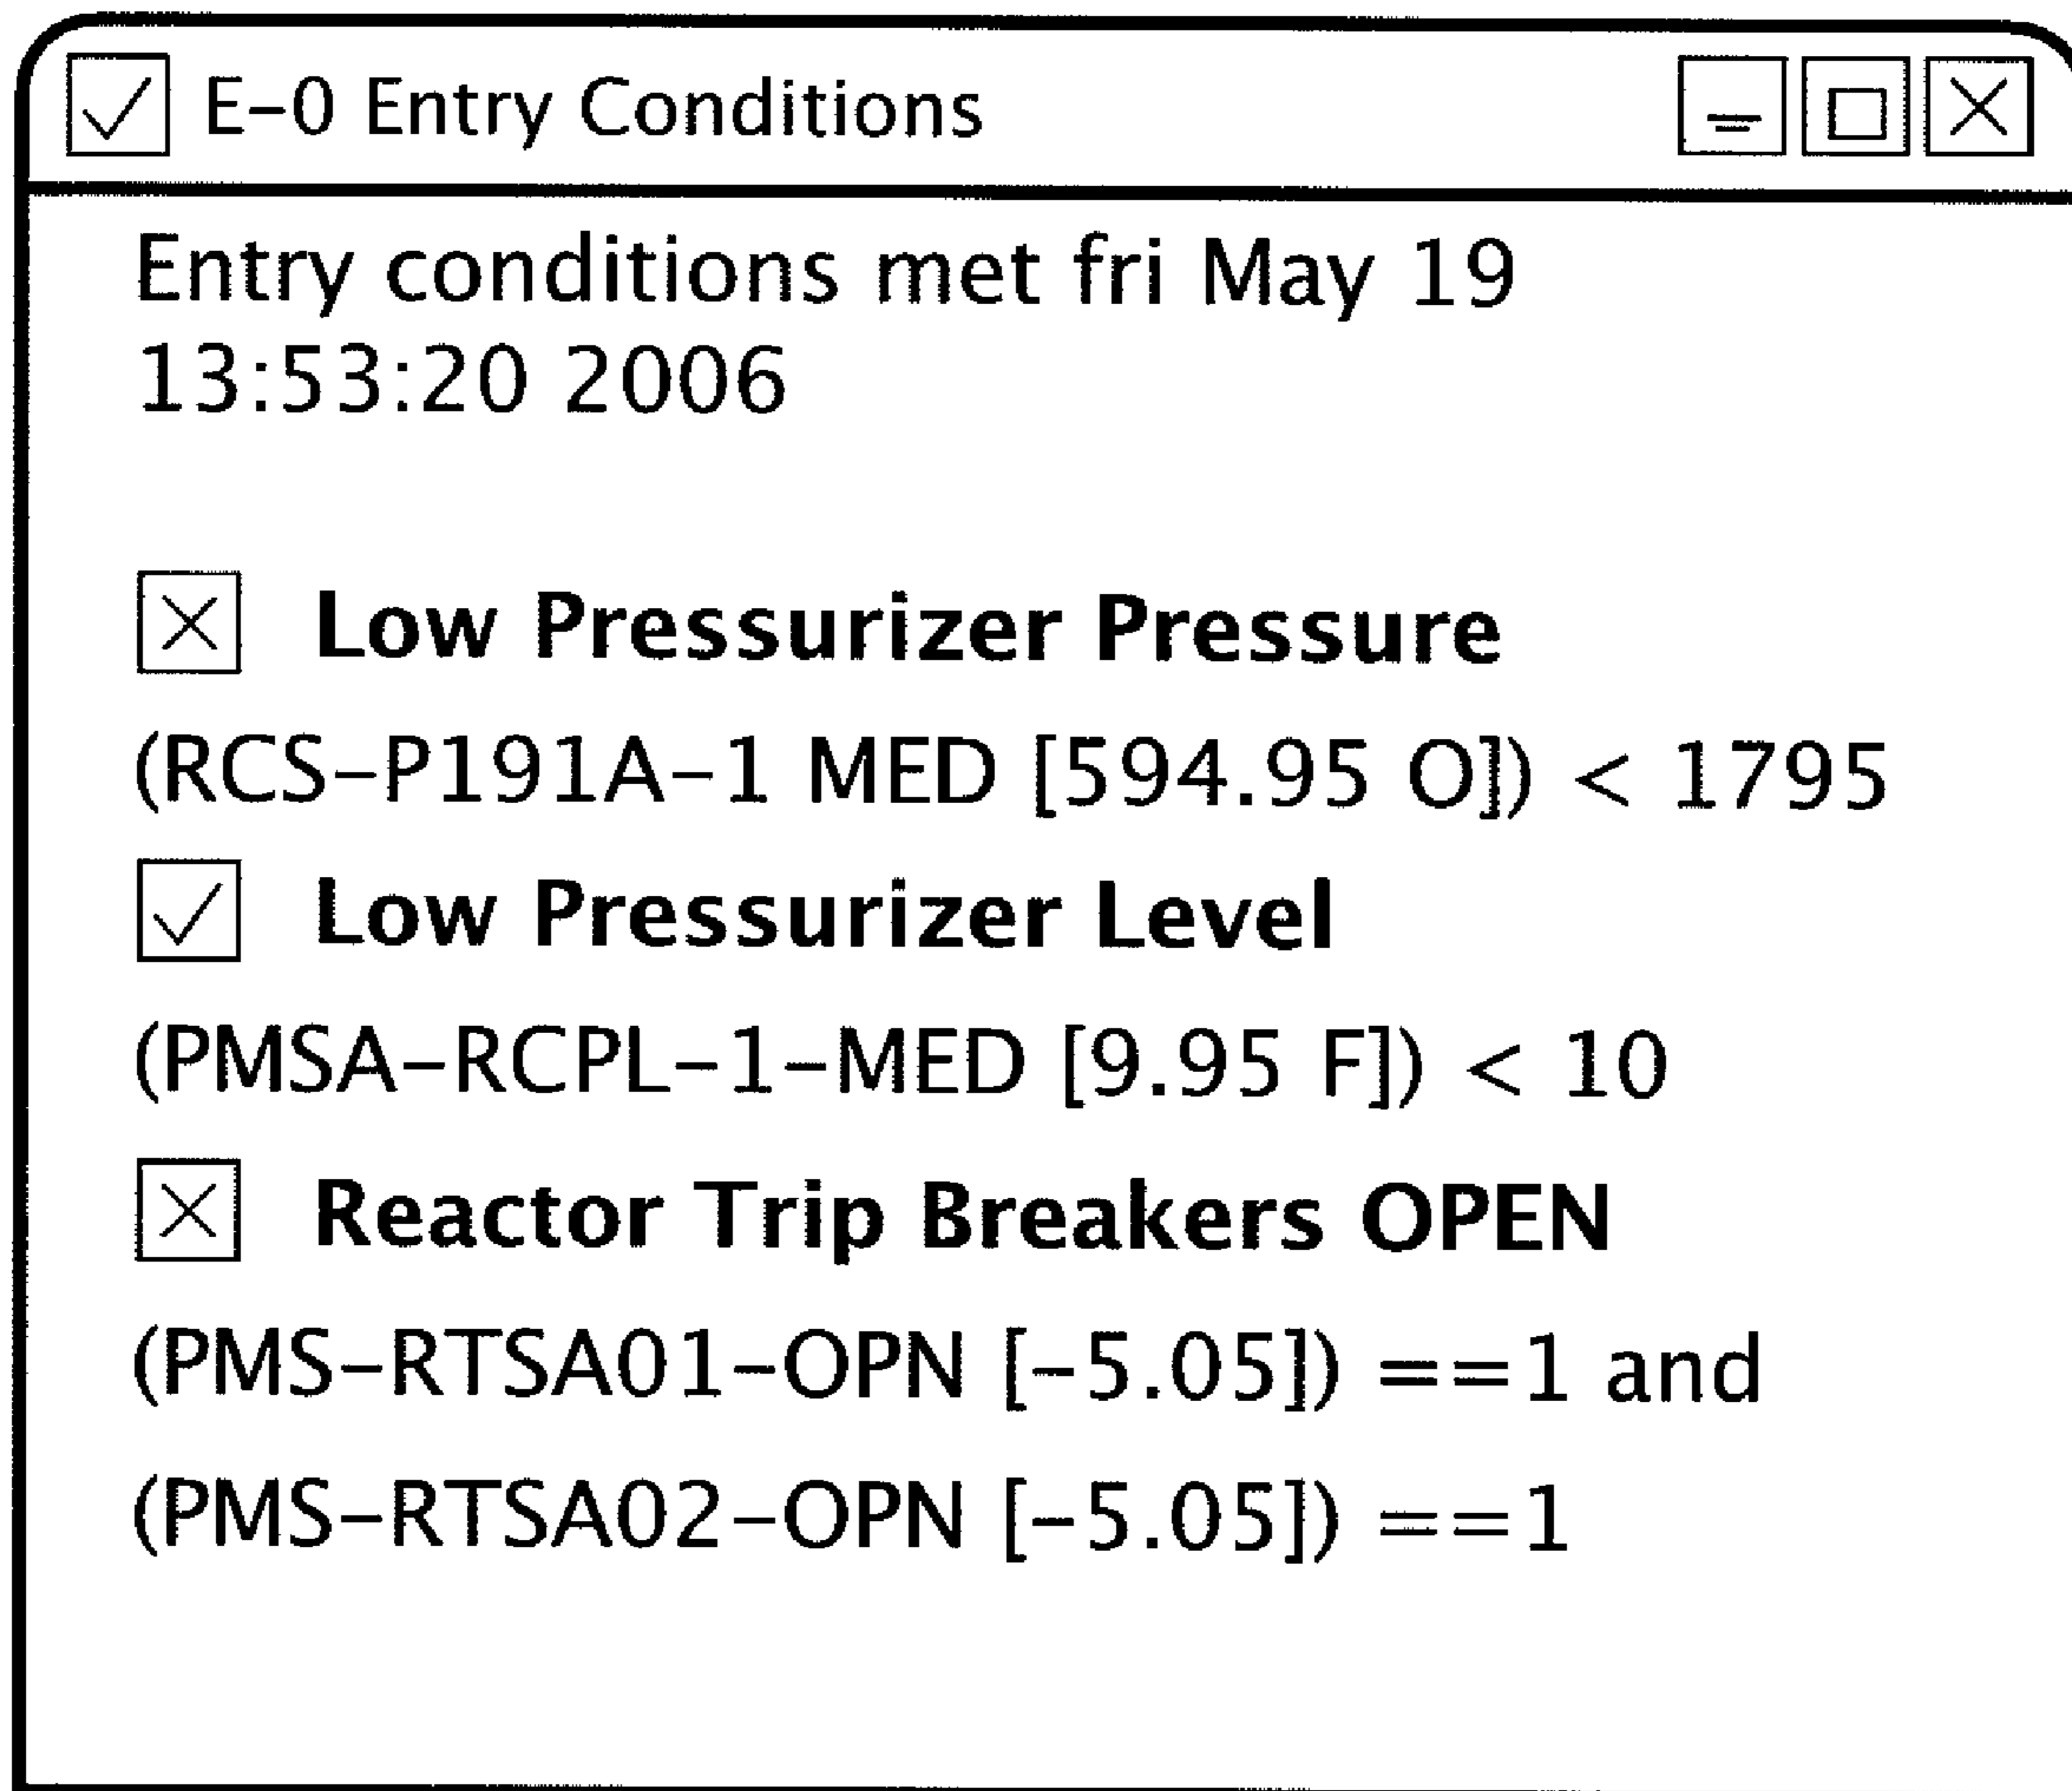 E-0 Entry Conditions
Entry conditions met fri May 19
13:53:20 2006
Low Pressurizer Pressure
(RCS-P191A-1 MED [594.95 O]) < 1795
Low Pressurizer Level
(PMSA-RCPL-1-MED [9.95 F]) < 10
Reactor Trip Breakers OPEN
(PMS-RTSA01-OPN [-5.05]) ==1 and
(PMS-RTSA02-OPN [-5.05]) ==1